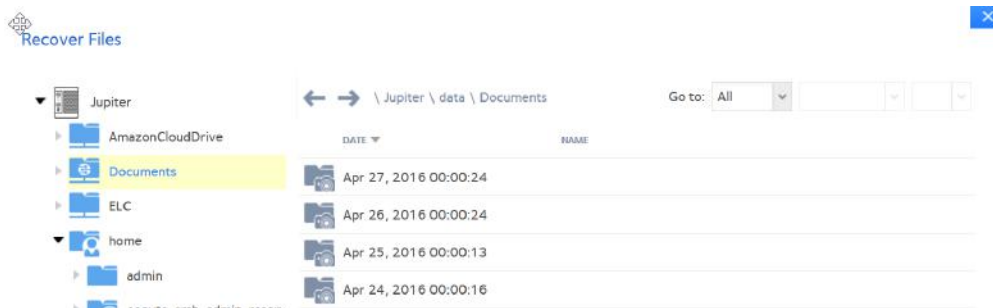 Recover Files
Jupiter
AmazonCloudDrive
Documents
ELC
home
admin
\ Jupiter \ data \ Documents
Go to: All
DATE NAME
Apr 27, 2016 00:00:24
Apr 26, 2016 00:00:24
Apr 25, 2016 00:00:13
Apr 24, 2016 00:00:16